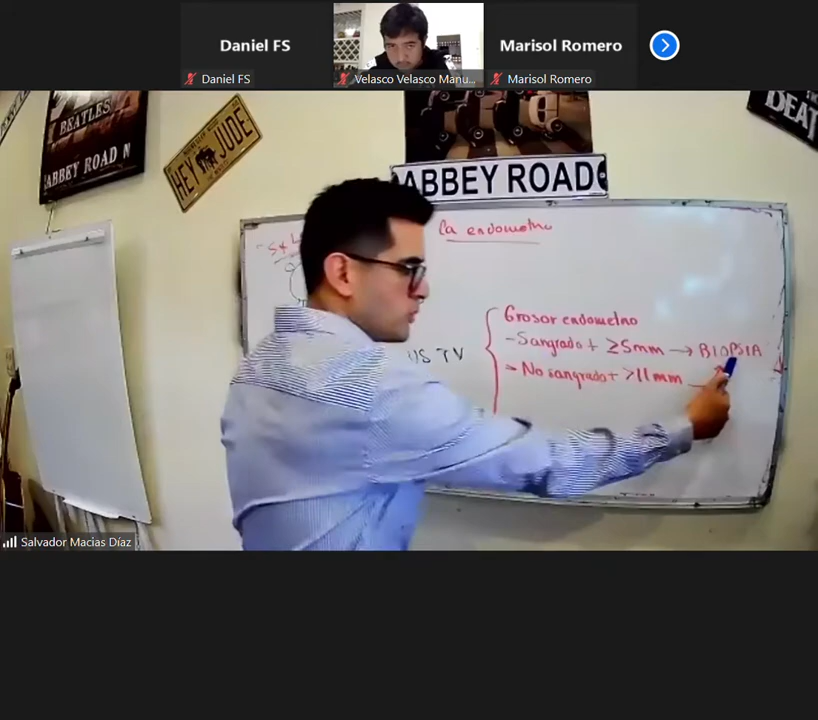 Daniel FS
Daniel FS
Velasco Velasco Manu...
Marisol Romero
Marisol Romero
BEATLES
ABBEY ROAD N
HEY JUDE
ABBEY ROAD
BEAT
Ca endometrio
Grosor endometrio
US TV
- Sangrado + ≥5mm → BIOPSIA
- No sangrado + >11mm
Salvador Macias Díaz